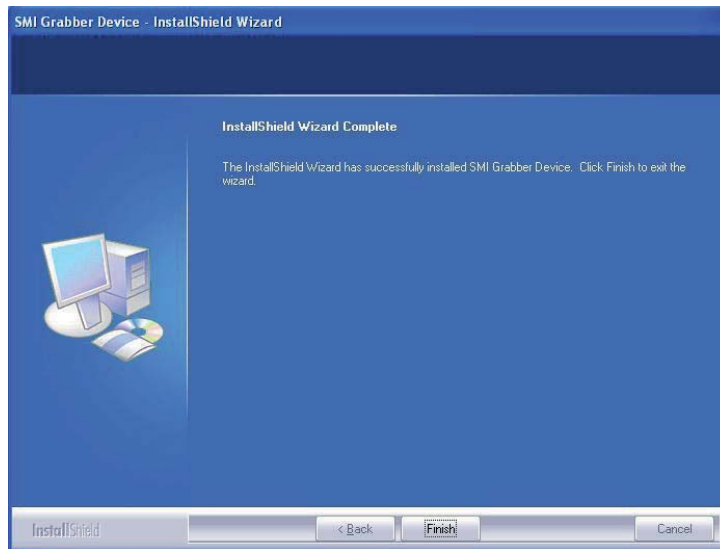 SMI Grabber Device - InstallShield Wizard
InstallShield Wizard Complete
The InstallShield Wizard has successfully installed SMI Grabber Device. Click Finish to exit the
wizard.
InstallShield
< Back
Finish
Cancel